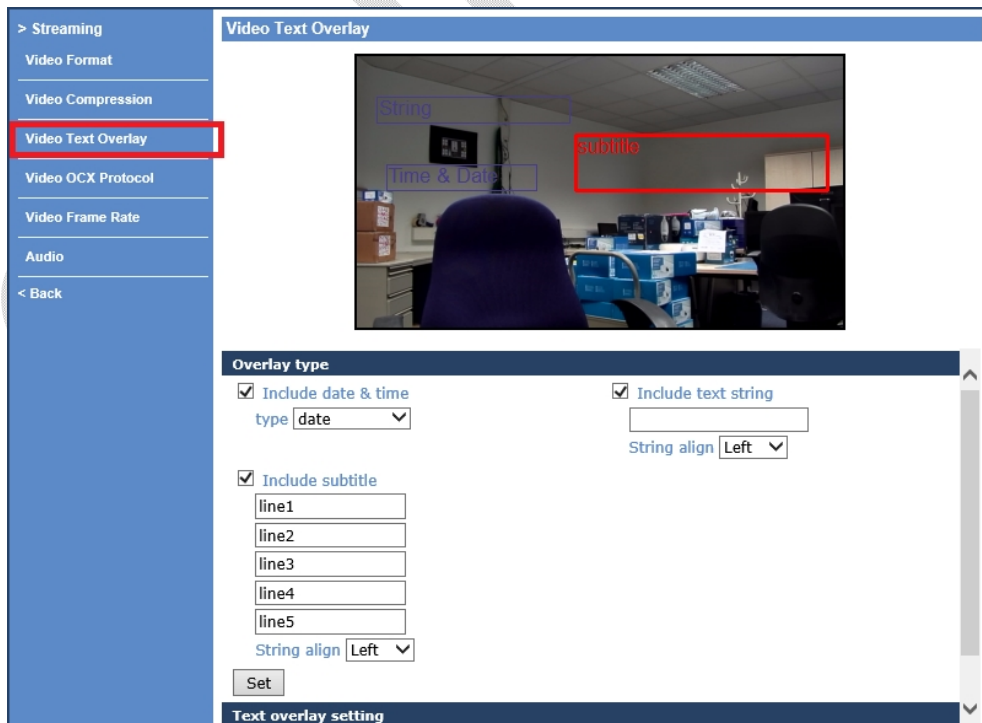 > Streaming
Video Format
Video Compression
Video Text Overlay
Video OCX Protocol
Video Frame Rate
Audio
< Back
Video Text Overlay
String
subtitle
Time & Date
Overlay type
Include date & time
type date
Include text string
String align Left
Include subtitle
line1
line2
line3
line4
line5
String align Left
Set
Text overlay setting